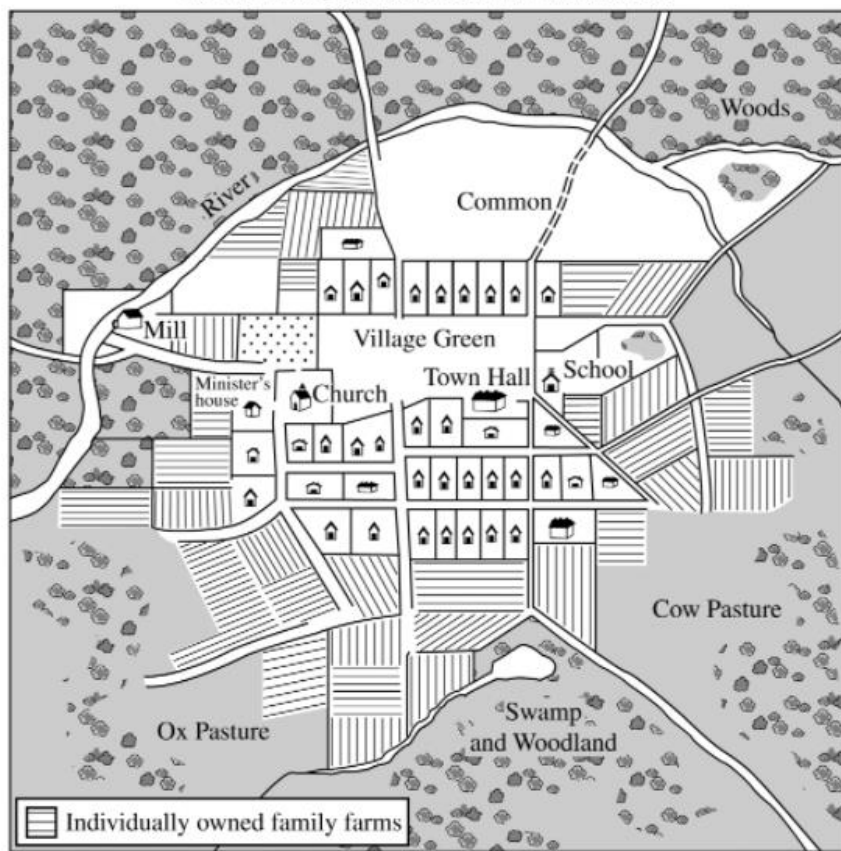 Woods
River
Common
Mill
Village Green
Minister's
house
Church
Town Hall
School
Cow Pasture
Ox Pasture
Swamp
and Woodland
Individually owned family farms